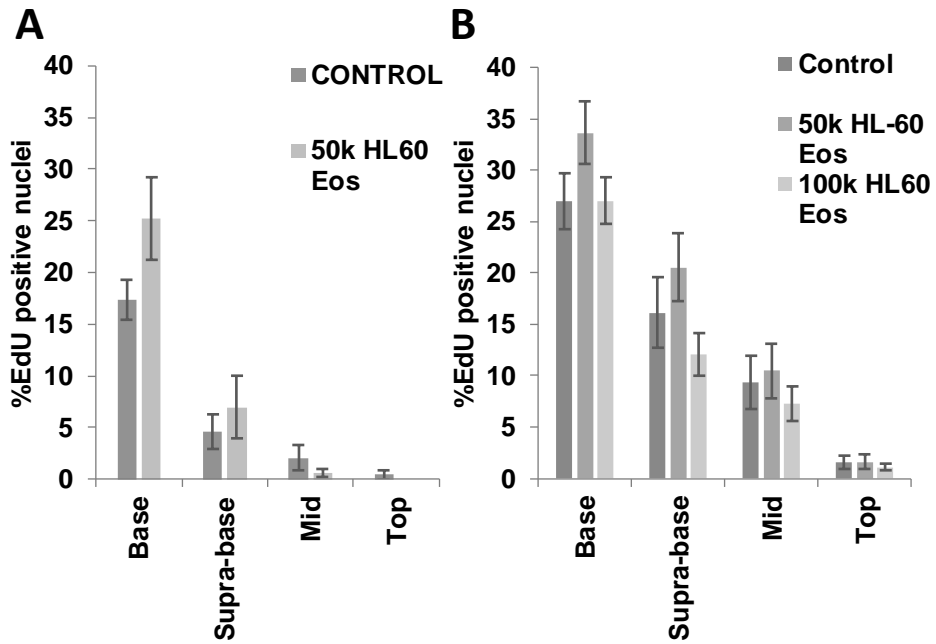 A
%EdU positive nuclei
40
35
30
25
20
15
10
5
0
CONTROL
50k HL60
Eos
Base
Supra-base
Mid
Top
B
%EdU positive nuclei
40
35
30
25
20
15
10
5
0
Control
50k HL-60
Eos
100k HL60
Eos
Base
Supra-base
Mid
Top